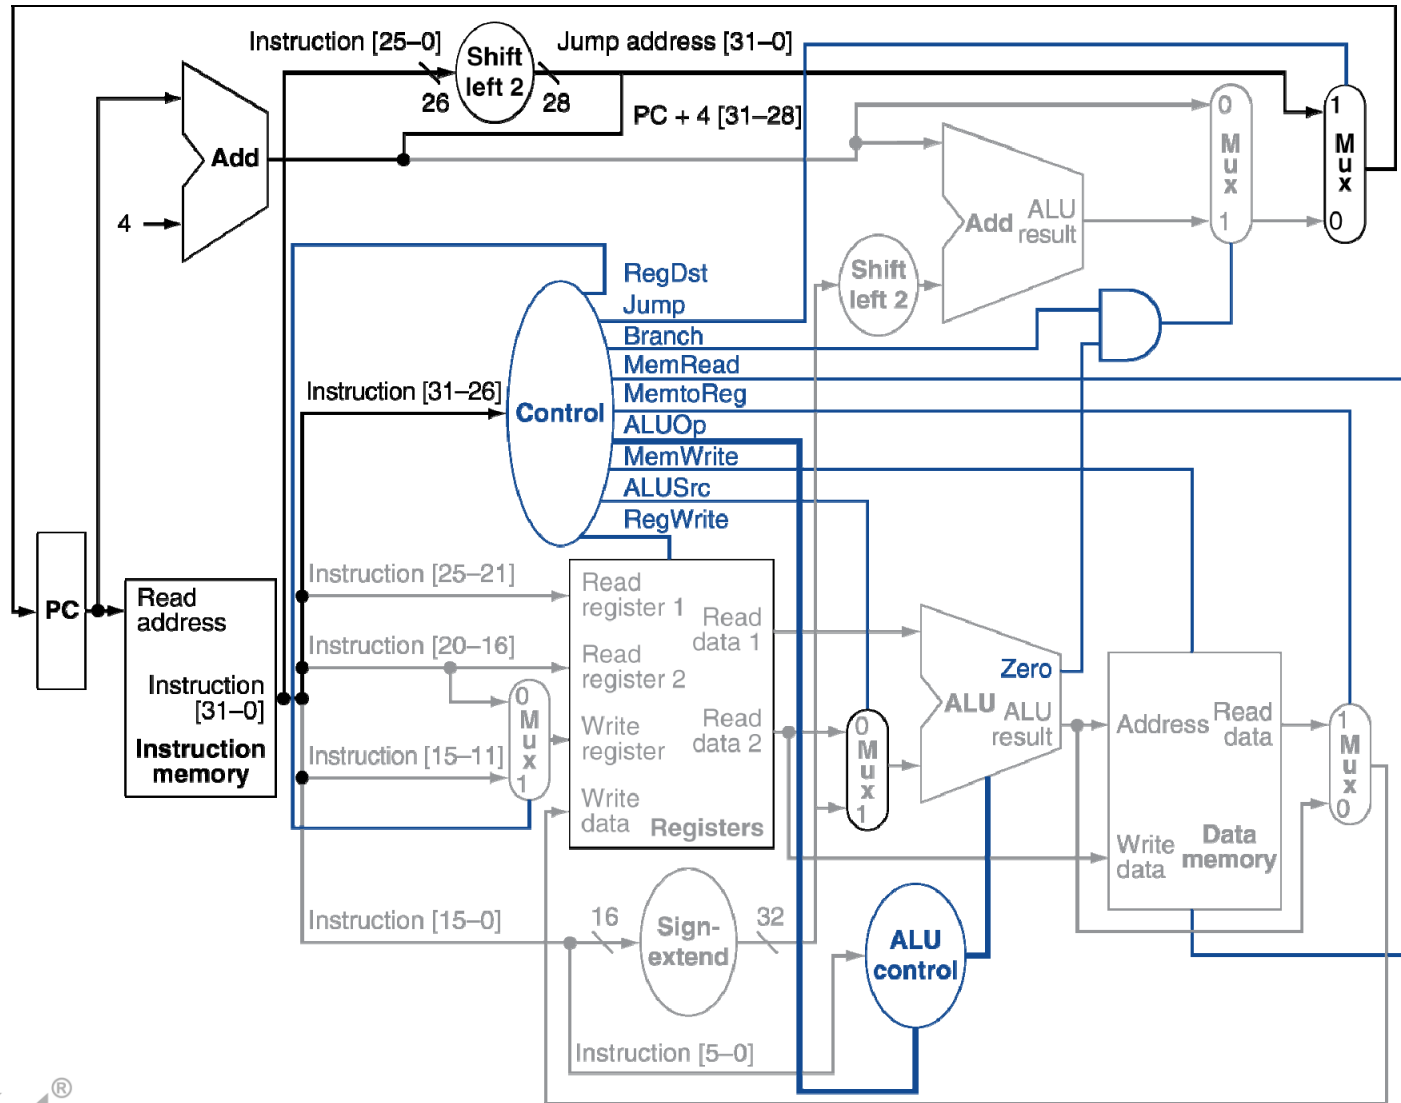 Instruction [25–0]
Shift
left 2
Jump address [31–0]
26
28
PC + 4 [31–28]
Add
4
0
M
u
x
1
1
M
u
x
0
Add
ALU
result
Shift
left 2
RegDst
Jump
Branch
MemRead
MemtoReg
ALUOp
MemWrite
ALUSrc
RegWrite
Instruction [31–26]
Control
PC
Read
address
Instruction
[31–0]
Instruction
memory
Instruction [25–21]
Instruction [20–16]
Instruction [15–11]
0
M
u
x
1
Read
register 1
Read
register 2
Write
register
Write
data
Read
data 1
Read
data 2
Registers
0
M
u
x
1
Zero
ALU
ALU
result
Address
Read
data
Write
data
Data
memory
1
M
u
x
0
Instruction [15–0]
16
Sign-
extend
32
ALU
control
Instruction [5–0]
®